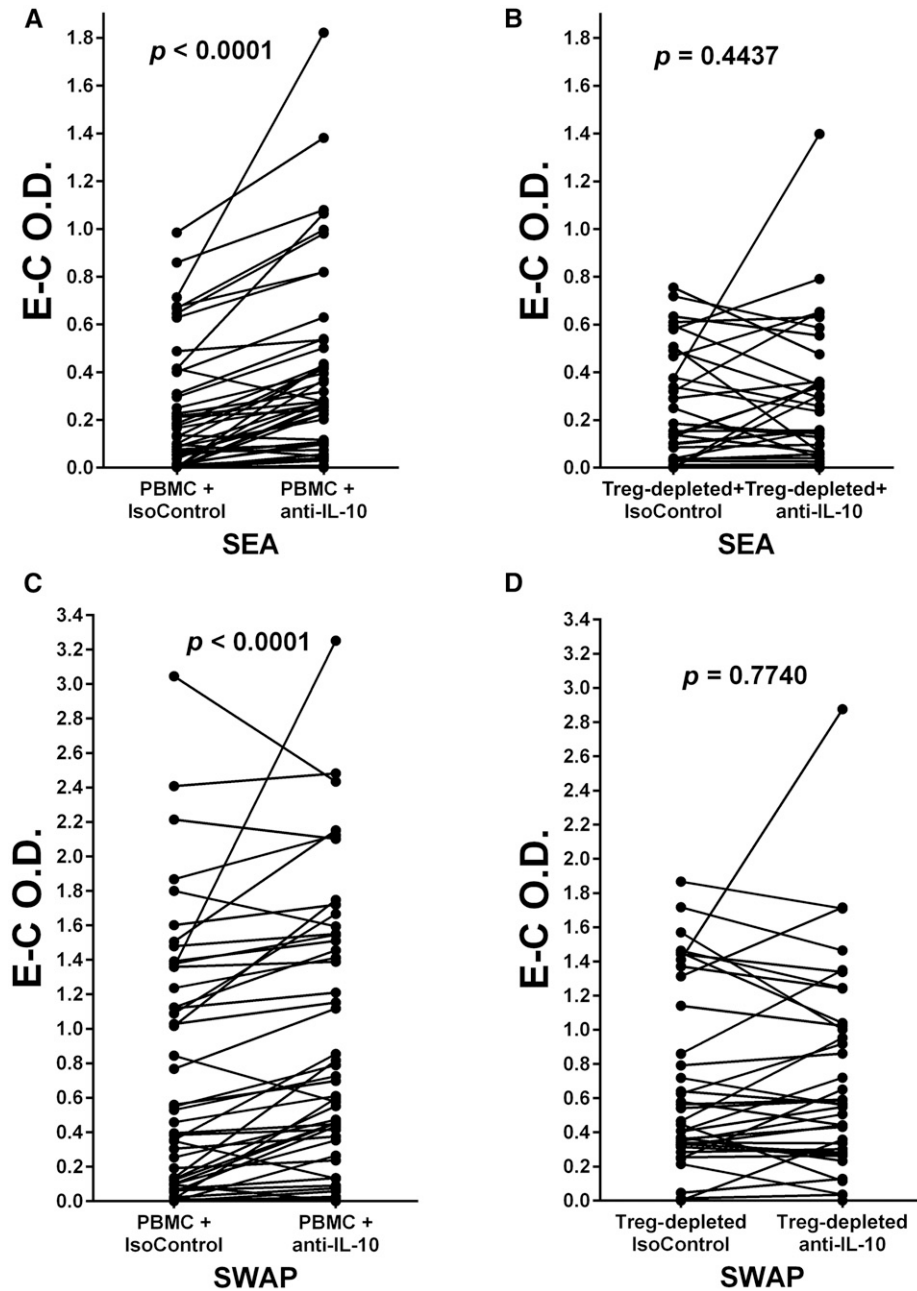 A
p < 0.0001
E-C O.D.
1.8
1.6
1.4
1.2
1.0
0.8
0.6
0.4
0.2
0.0
PBMC + IsoControl
PBMC + anti-IL-10
SEA
B
p = 0.4437
E-C O.D.
1.8
1.6
1.4
1.2
1.0
0.8
0.6
0.4
0.2
0.0
Treg-depleted+ IsoControl
Treg-depleted+ anti-IL-10
SEA
C
p < 0.0001
E-C O.D.
3.4
3.2
3.0
2.8
2.6
2.4
2.2
2.0
1.8
1.6
1.4
1.2
1.0
0.8
0.6
0.4
0.2
0.0
PBMC + IsoControl
PBMC + anti-IL-10
SWAP
D
p = 0.7740
E-C O.D.
3.4
3.2
3.0
2.8
2.6
2.4
2.2
2.0
1.8
1.6
1.4
1.2
1.0
0.8
0.6
0.4
0.2
0.0
Treg-depleted IsoControl
Treg-depleted anti-IL-10
SWAP